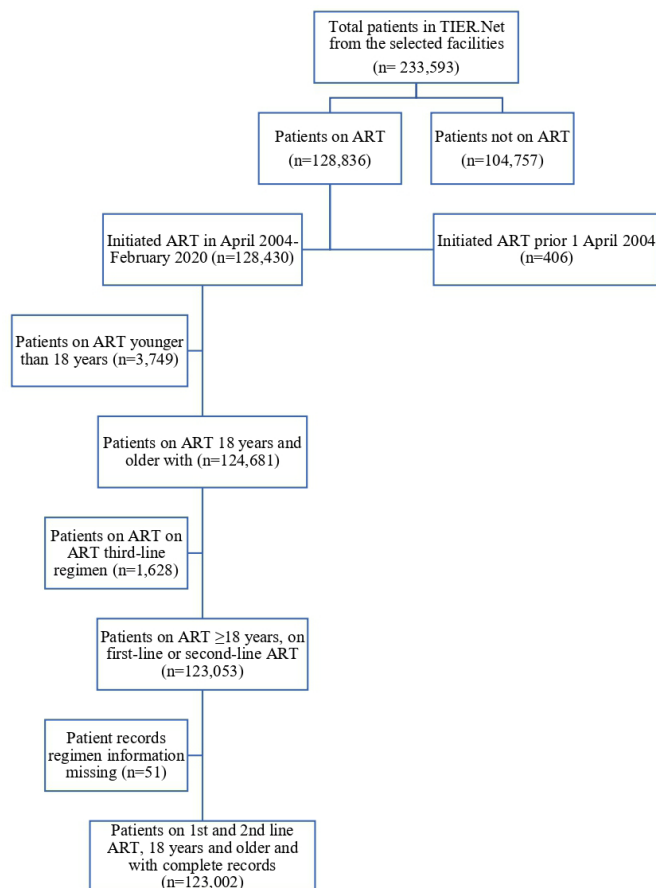 Total patients in TIER.Net
from the selected facilities
(n= 233,593)
Patients on ART
(n=128,836)
Patients not on ART
(n=104,757)
Initiated ART in April 2004-
February 2020 (n=128,430)
Initiated ART prior 1 April 2004
(n=406)
Patients on ART younger
than 18 years (n=3,749)
Patients on ART 18 years and
older with (n=124,681)
Patients on ART on
ART third-line
regimen (n=1,628)
Patients on ART ≥18 years, on
first-line or second-line ART
(n=123,053)
Patient records
regimen information
missing (n=51)
Patients on 1st and 2nd line
ART, 18 years and older and
with complete records
(n=123,002)